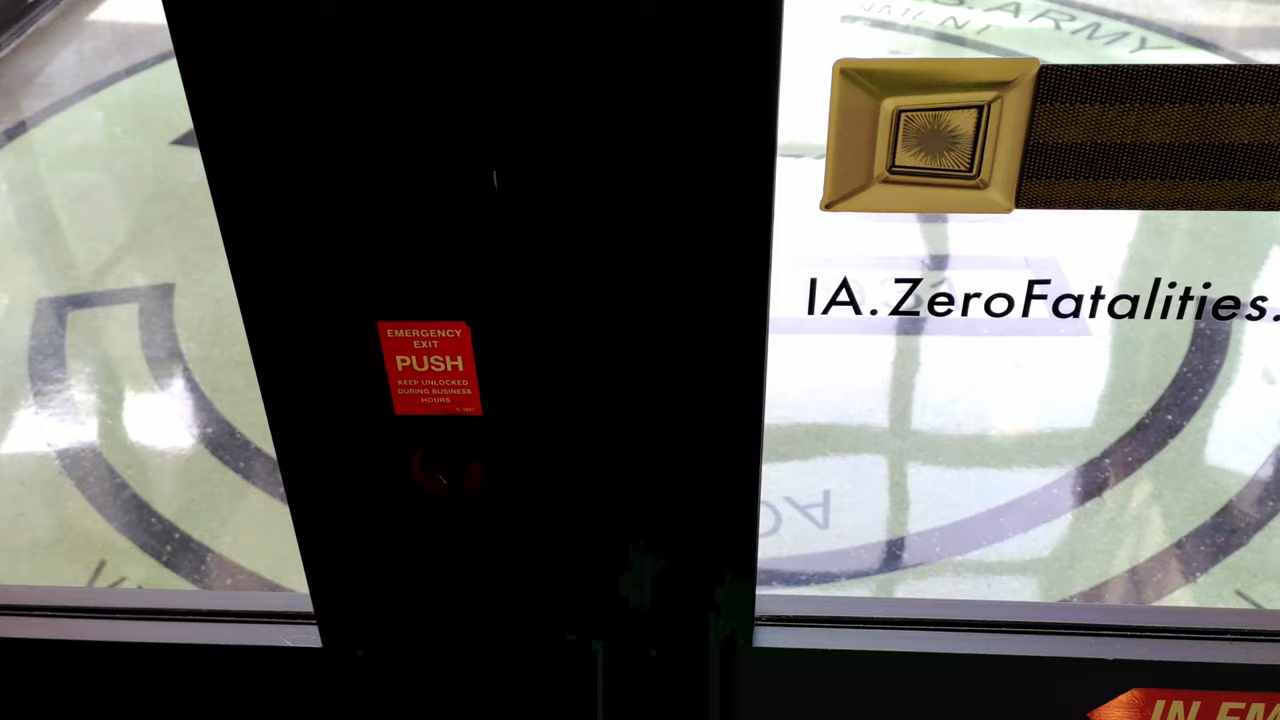 .S. ARMY
EMERGENCY
EXIT
PUSH
KEEP UNLOCKED
DURING BUSINESS
HOURS
IA.ZeroFatalities.
IN EM